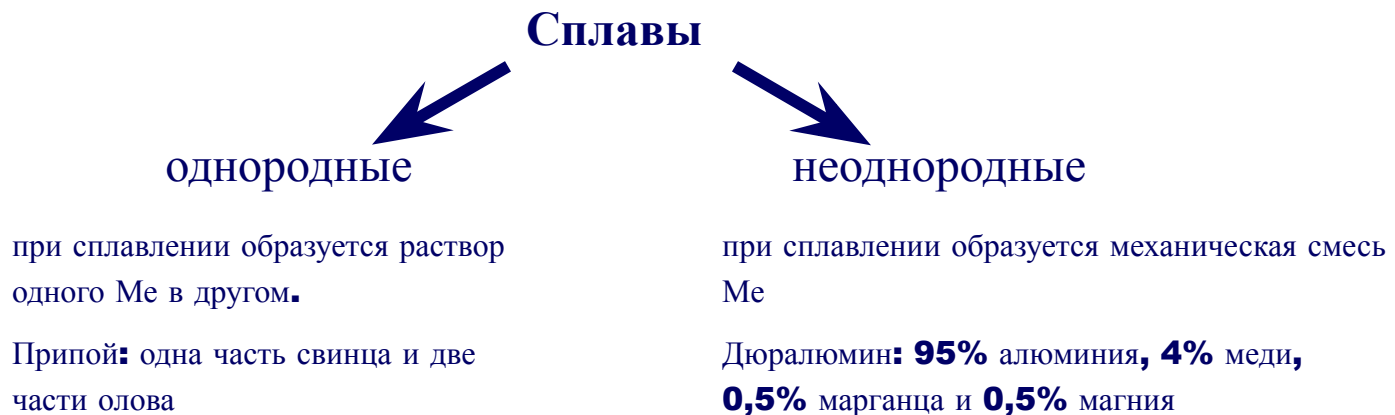 Сплавы
однородные
неоднородные
при сплавлении образуется раствор
одного Ме в другом.
Припой: одна часть свинца и две
части олова
при сплавлении образуется механическая смесь
Ме
Дюралюмин: 95% алюминия, 4% меди,
0,5% марганца и 0,5% магния